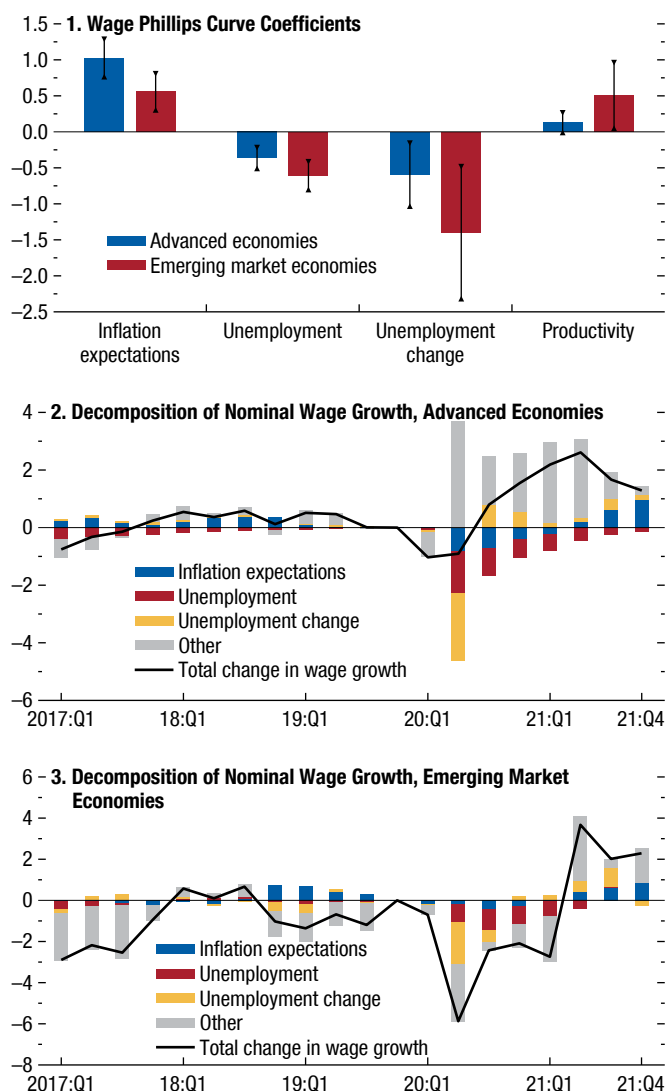 1. Wage Phillips Curve Coefficients
1.5
1.0
0.5
0.0
–0.5
–1.0
–1.5
–2.0
–2.5
Advanced economies
Emerging market economies
Inflation expectations
Unemployment
Unemployment change
Productivity
2. Decomposition of Nominal Wage Growth, Advanced Economies
4
2
0
–2
–4
–6
Inflation expectations
Unemployment
Unemployment change
Other
Total change in wage growth
2017:Q1 18:Q1 19:Q1 20:Q1 21:Q1 21:Q4
3. Decomposition of Nominal Wage Growth, Emerging Market
Economies
6
4
2
0
–2
–4
–6
–8
Inflation expectations
Unemployment
Unemployment change
Other
Total change in wage growth
2017:Q1 18:Q1 19:Q1 20:Q1 21:Q1 21:Q4